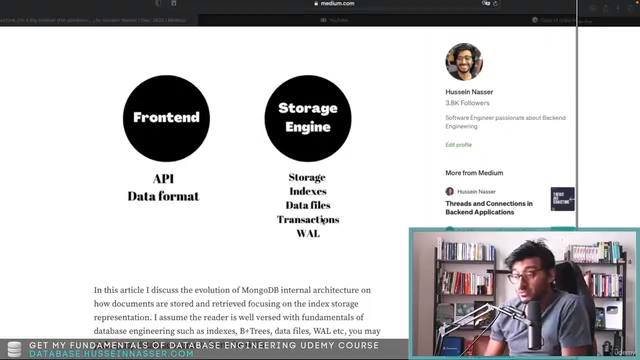 medium.com
YouTube
Frontend
API
Data format
Storage
Engine
Storage
Indexes
Data files
Transactions
WAL
Hussein Nasser
3.8K Followers
Software Engineer passionate about Backend
Engineering
Edit profile
More from Medium
Hussein Nasser
Threads and Connections in
Backend Applications
In this article I discuss the evolution of MongoDB internal architecture on
how documents are stored and retrieved focusing on the index storage
representation. I assume the reader is well versed with fundamentals of
database engineering such as indexes, B+Trees, data files, WAL etc, you may
GET MY FUNDAMENTALS OF DATABASE ENGINEERING UDEMY COURSE
DATABASE.HUSSEINNASSER.COM